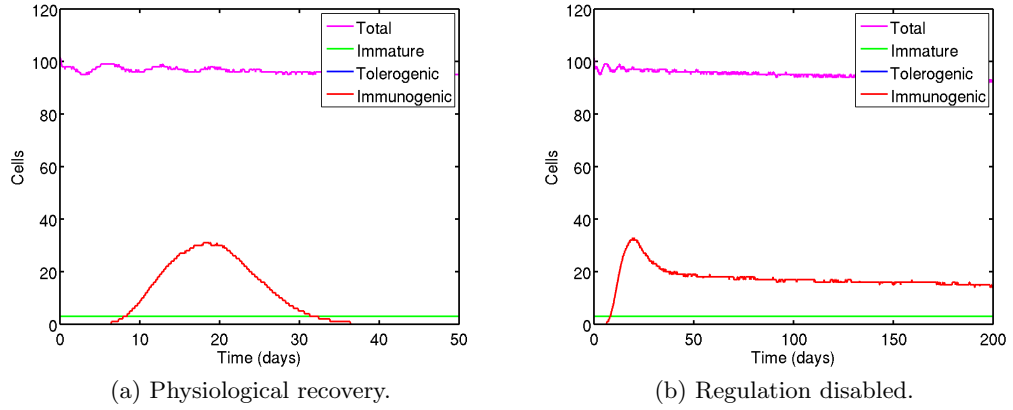 120
100
80
60
40
20
0
Cells
0
10
20
30
40
50
Time (days)
Total
Immature
Tolerogenic
Immunogenic
(a) Physiological recovery.
120
100
80
60
40
20
0
Cells
0
50
100
150
200
Time (days)
Total
Immature
Tolerogenic
Immunogenic
(b) Regulation disabled.